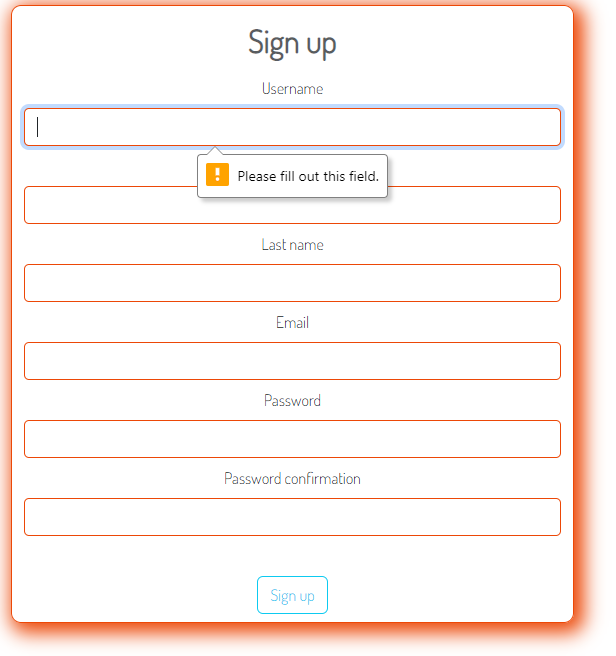 Sign up
Username
Please fill out this field.
Last name
Email
Password
Password confirmation
Sign up